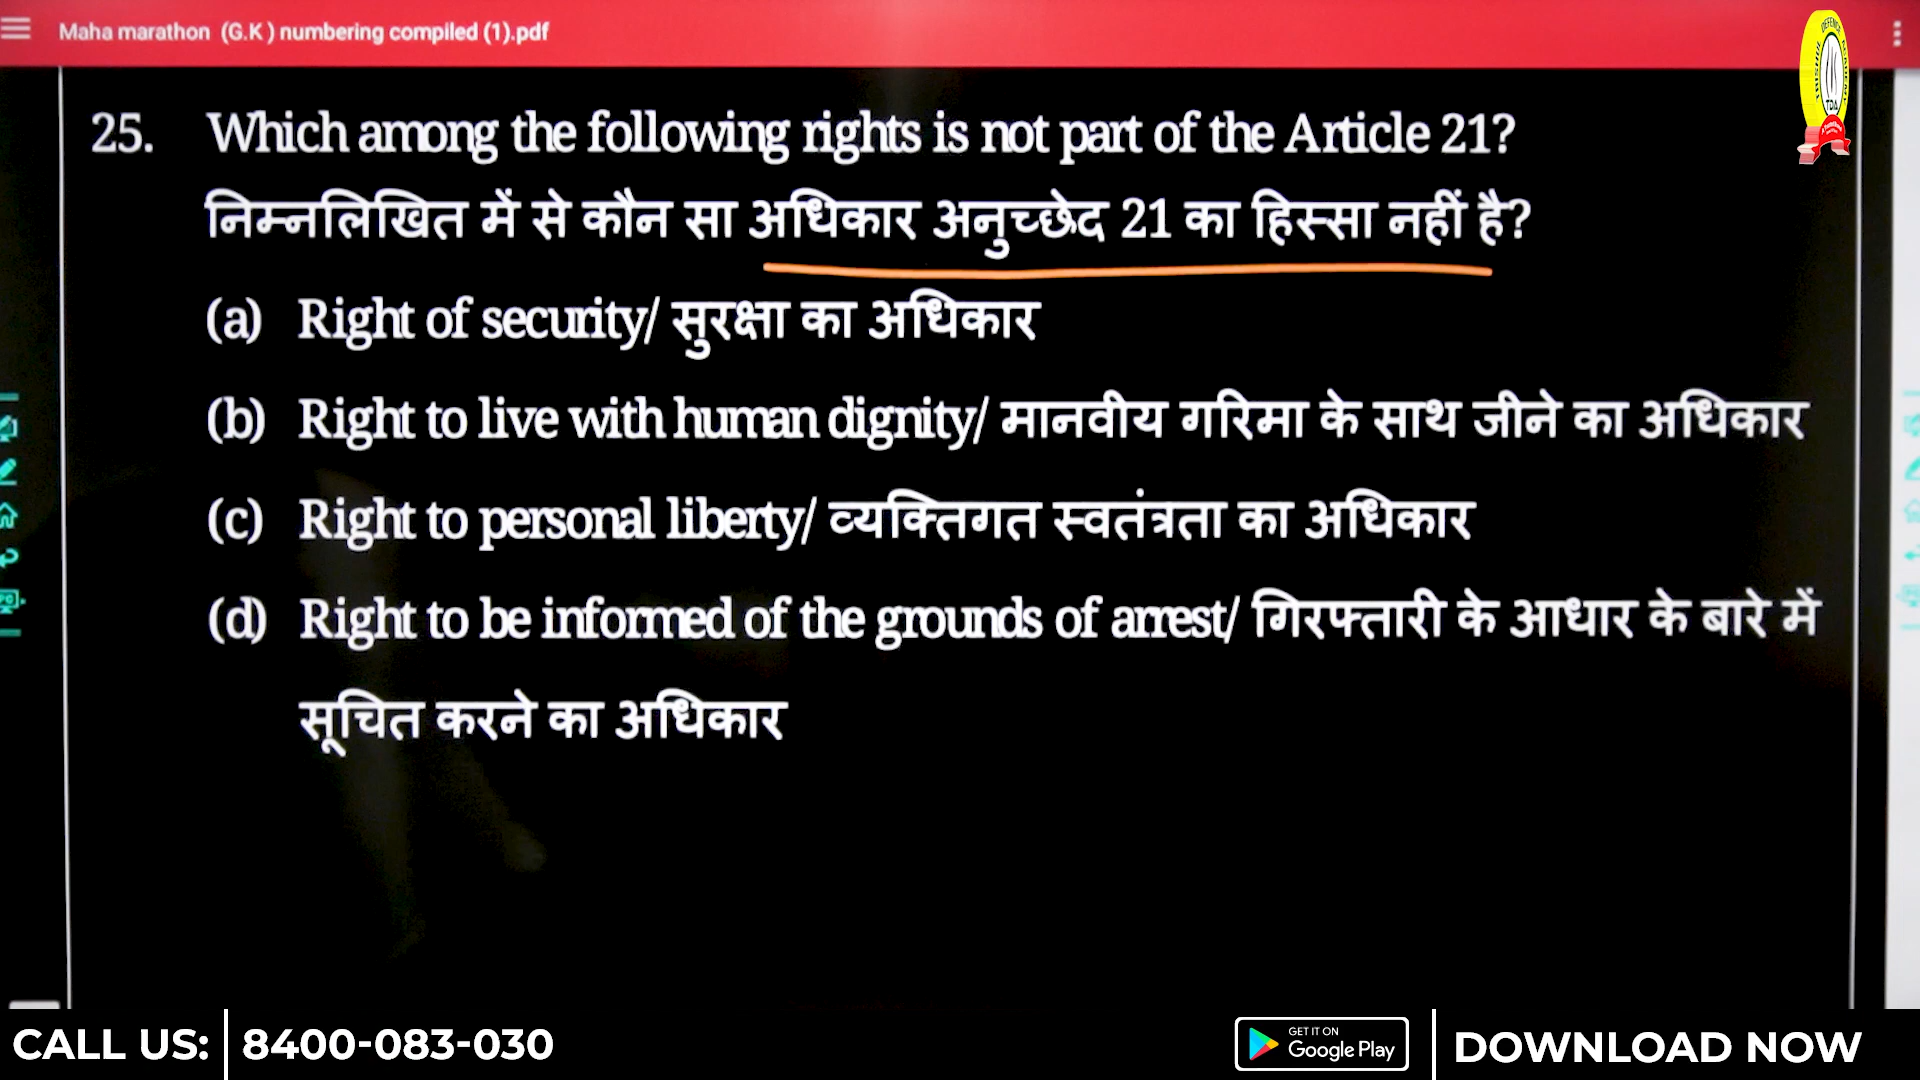 Maha marathon (G.K ) numbering compiled (1).pdf
25. Which among the following rights is not part of the Article 21?
निम्नलिखित में से कौन सा अधिकार अनुच्छेद 21 का हिस्सा नहीं है?
(a) Right of security/ सुरक्षा का अधिकार
(b) Right to live with human dignity/ मानवीय गरिमा के साथ जीने का अधिकार
(c) Right to personal liberty/ व्यक्तिगत स्वतंत्रता का अधिकार
(d) Right to be informed of the grounds of arrest/ गिरफ्तारी के आधार के बारे में
सूचित करने का अधिकार
CALL US: 8400-083-030
GET IT ON
Google Play
DOWNLOAD NOW